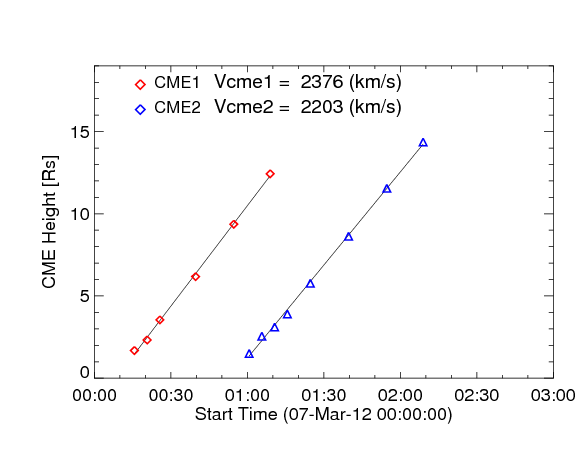 CME1 Vcme1 = 2376 (km/s)
CME2 Vcme2 = 2203 (km/s)
15
10
5
0
CME Height [Rs]
00:00 00:30 01:00 01:30 02:00 02:30 03:00
Start Time (07-Mar-12 00:00:00)